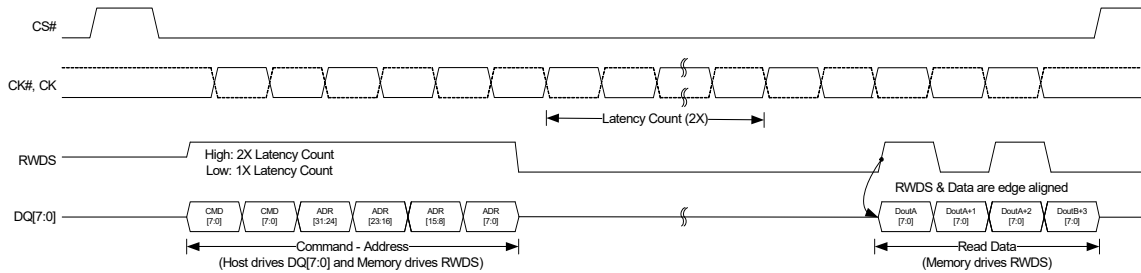 CS#
CK#, CK
Latency Count (2X)
RWDS
High: 2X Latency Count
Low: 1X Latency Count
RWDS & Data are edge aligned
DQ[7:0]
CMD [7:0]
CMD [7:0]
ADR [31:24]
ADR [23:16]
ADR [15:8]
ADR [7:0]
DoutA [7:0]
DoutA+1 [7:0]
DoutA+2 [7:0]
DoutB+3 [7:0]
Command - Address
(Host drives DQ[7:0] and Memory drives RWDS)
Read Data
(Memory drives RWDS)